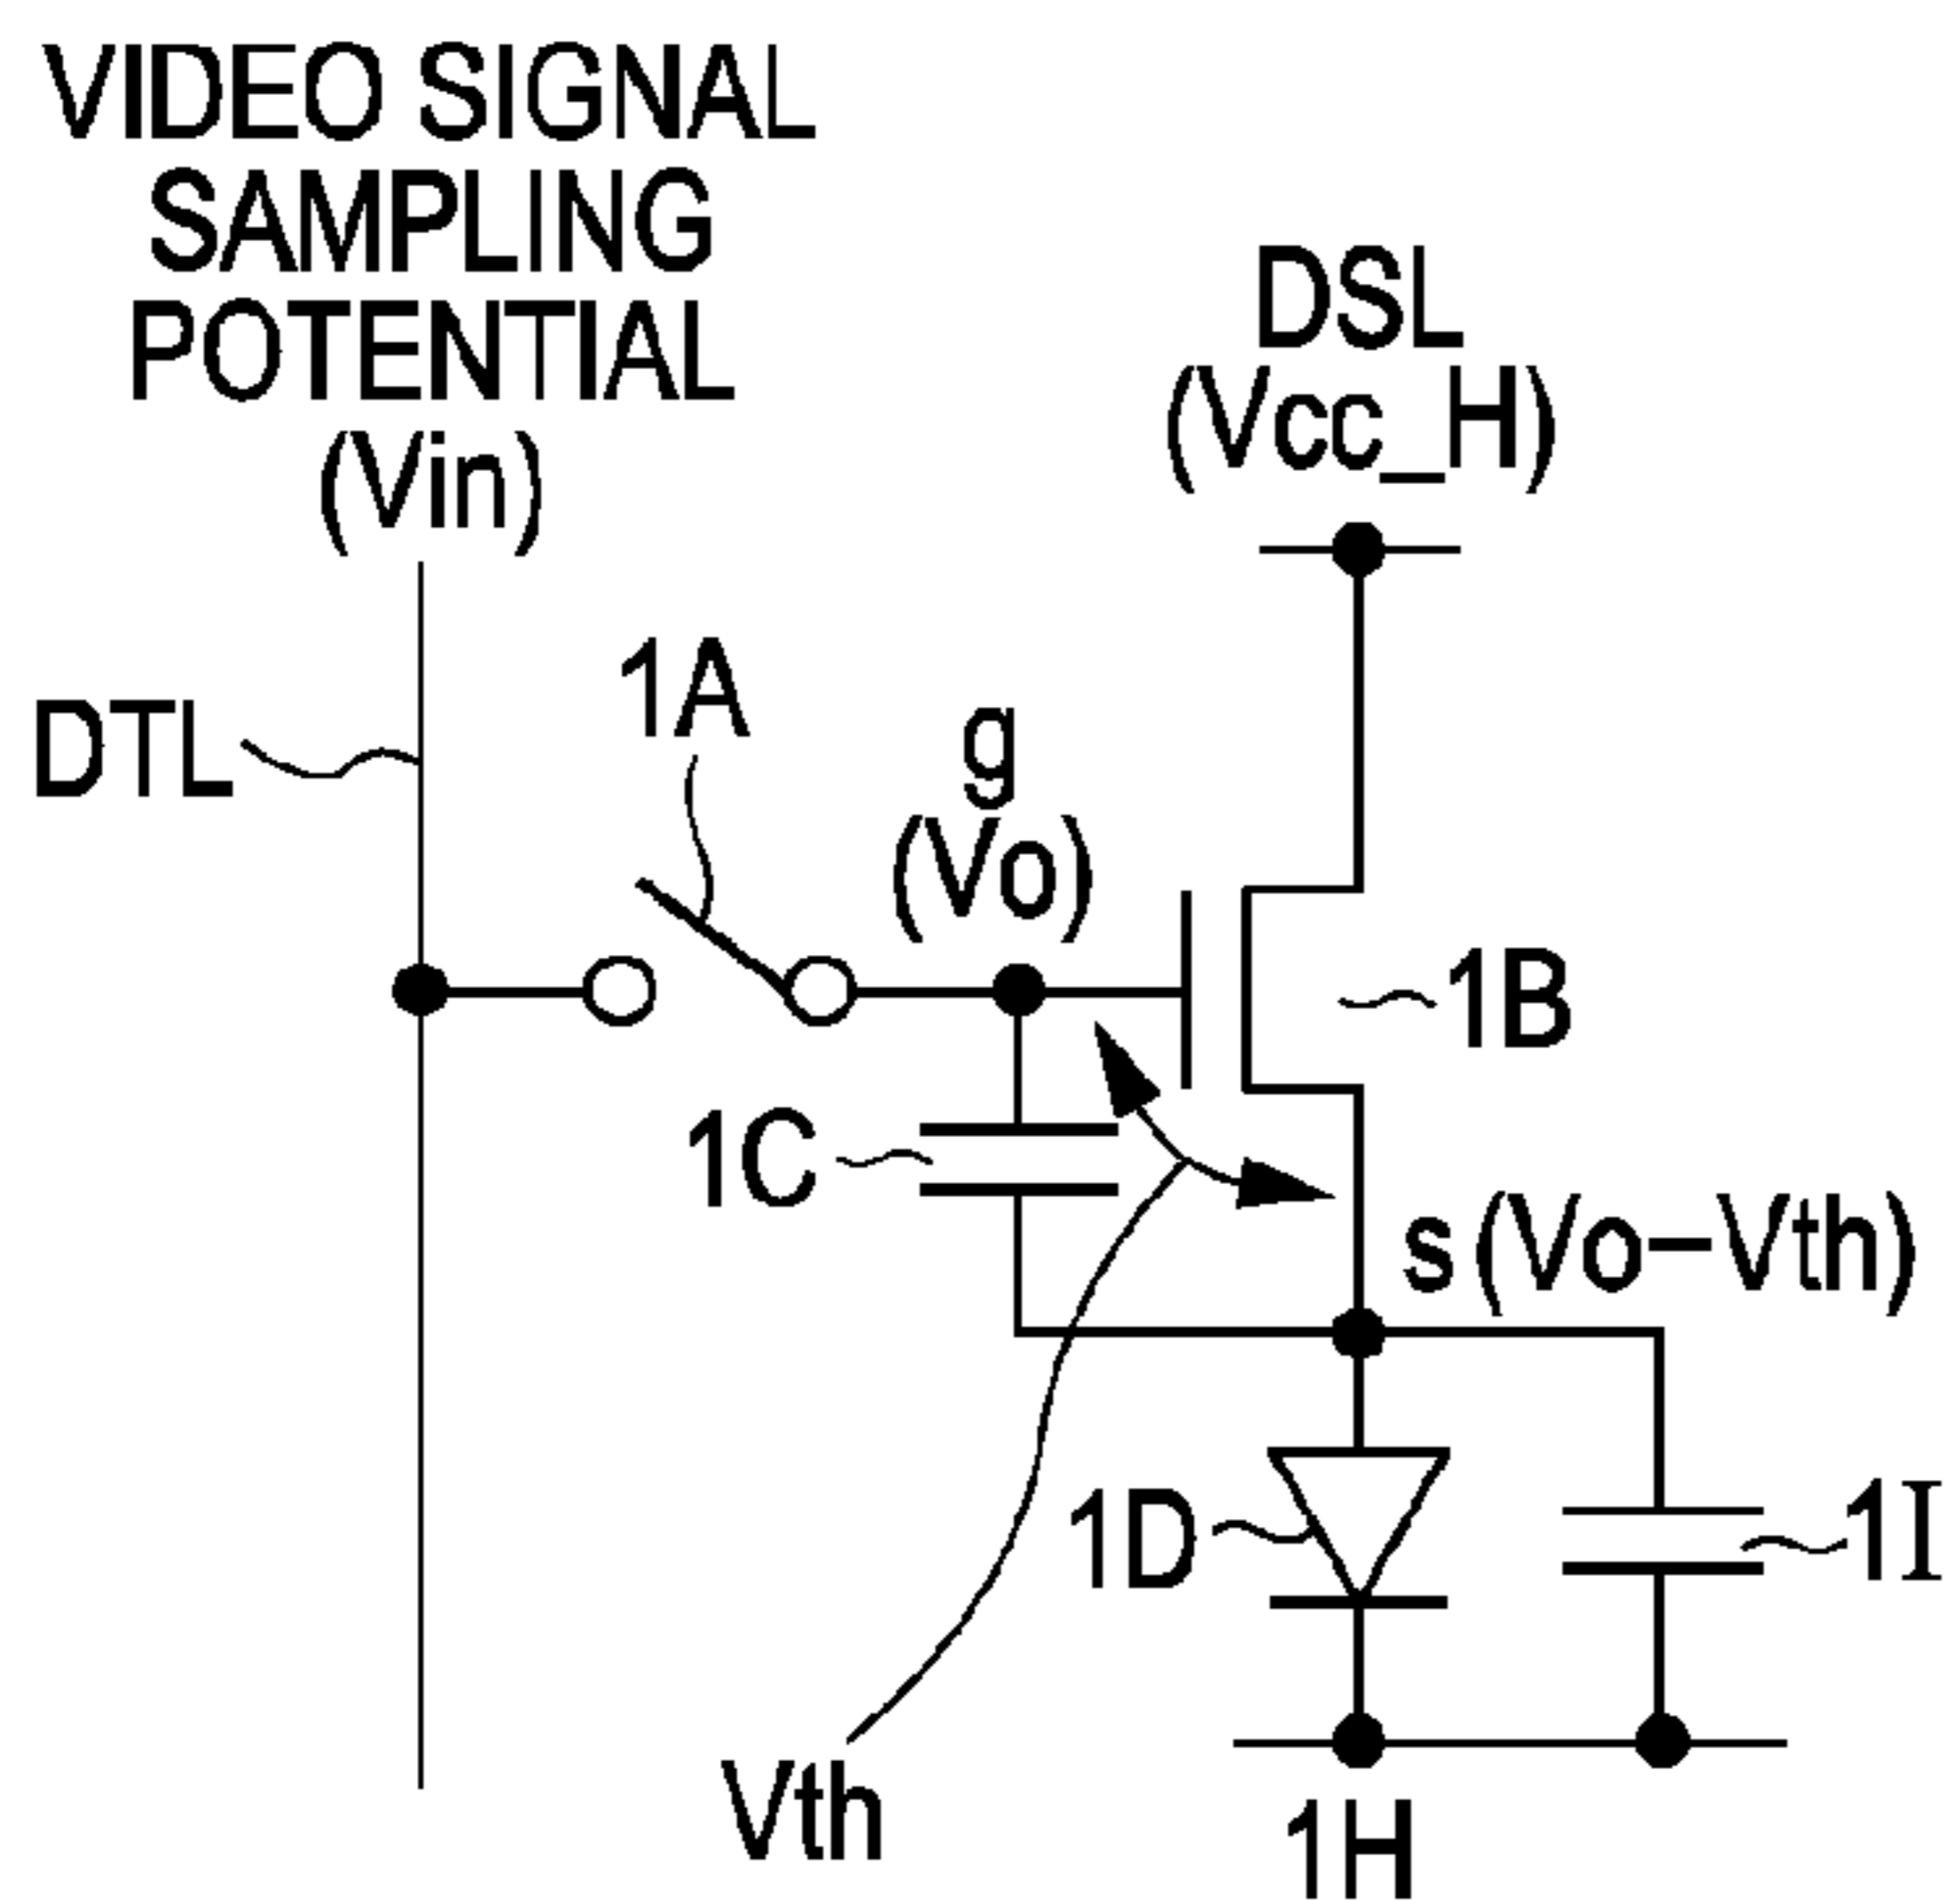 VIDEO SIGNAL
SAMPLING
POTENTIAL
(Vin)
DSL
(Vcc_H)
DTL
1A
g
(Vo)
1B
1C
s (Vo−Vth)
1D
1I
Vth
1H